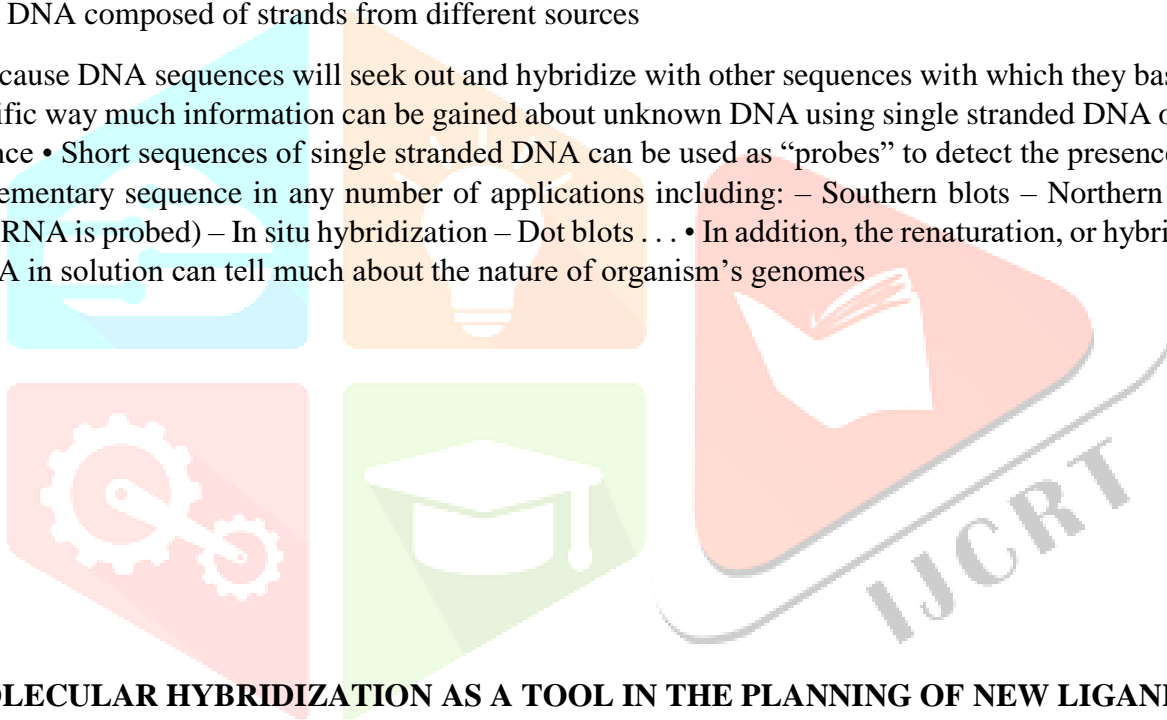 DNA composed of strands from different sources
cause DNA sequences will seek out and hybridize with other sequences with which they bas
ific way much information can be gained about unknown DNA using single stranded DNA o
nce • Short sequences of single stranded DNA can be used as “probes” to detect the presence
ementary sequence in any number of applications including: – Southern blots – Northern
RNA is probed) – In situ hybridization – Dot blots . . . • In addition, the renaturation, or hybri
A in solution can tell much about the nature of organism’s genomes
IJCRT
OLECULAR HYBRIDIZATION AS A TOOL IN THE PLANNING OF NEW LIGAN